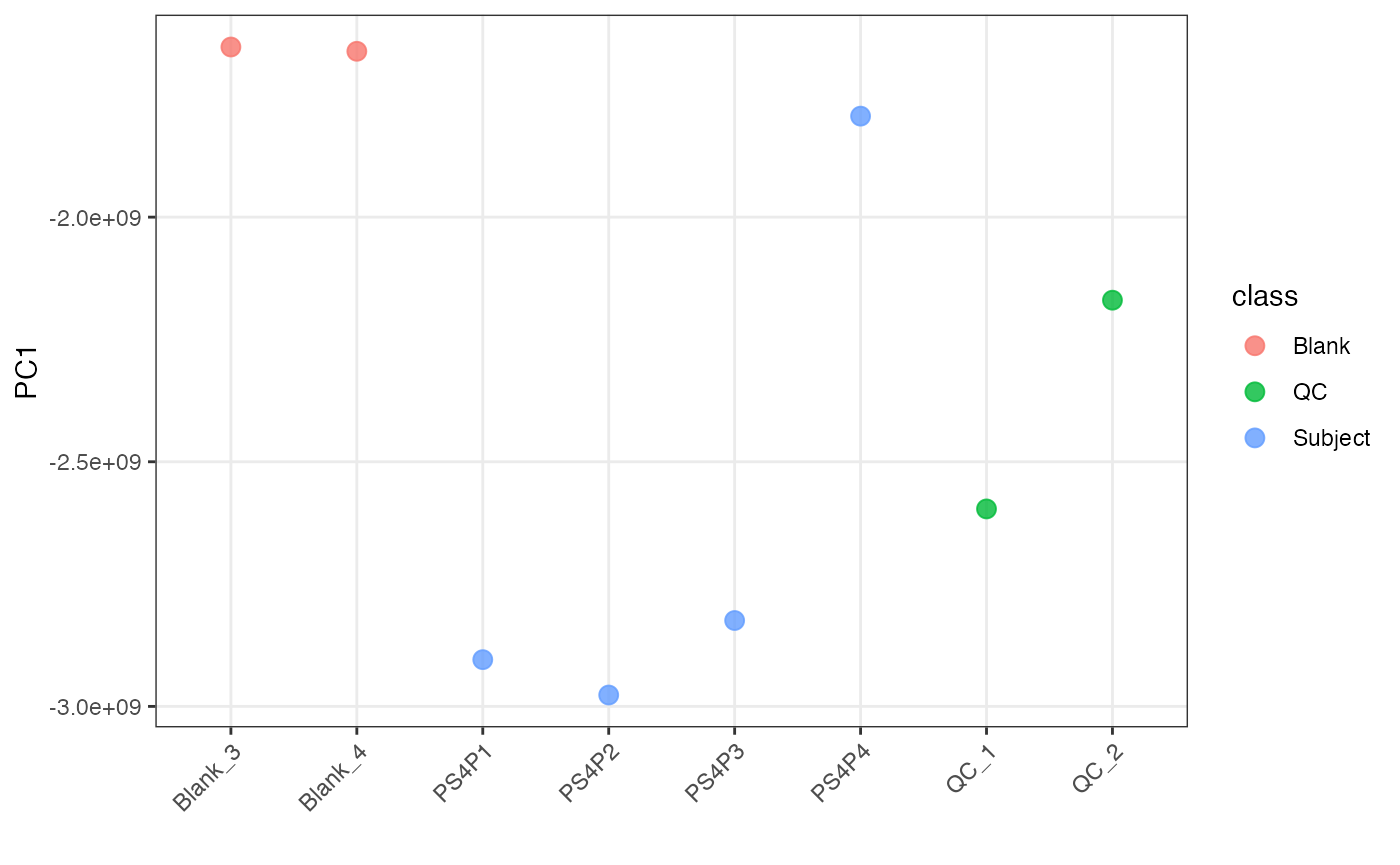 PC1
-2.0e+09
-2.5e+09
-3.0e+09
Blank_3
Blank_4
PS4P1
PS4P2
PS4P3
PS4P4
QC_1
QC_2
class
Blank
QC
Subject